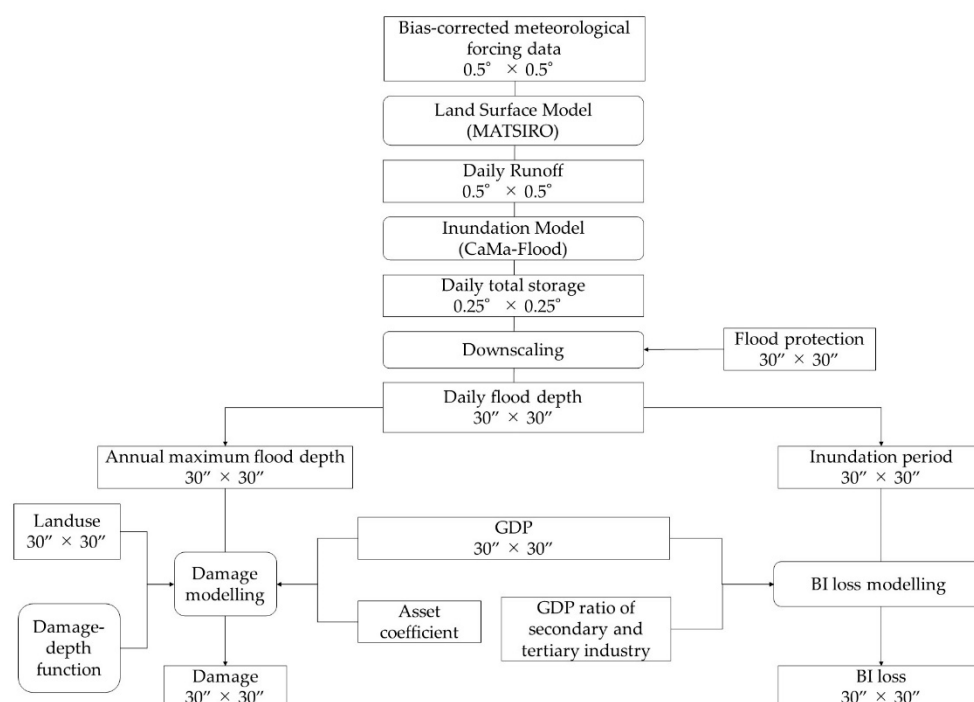 Bias-corrected meteorological
forcing data
0.5° × 0.5°
Land Surface Model
(MATSIRO)
Daily Runoff
0.5° × 0.5°
Inundation Model
(CaMa-Flood)
Daily total storage
0.25° × 0.25°
Downscaling
Flood protection
30″ × 30″
Daily flood depth
30″ × 30″
Annual maximum flood depth
30″ × 30″
Inundation period
30″ × 30″
Landuse
30″ × 30″
GDP
30″ × 30″
Damage
modelling
BI loss modelling
Damage-
depth
function
Asset
coefficient
GDP ratio of
secondary and
tertiary industry
Damage
30″ × 30″
BI loss
30″ × 30″